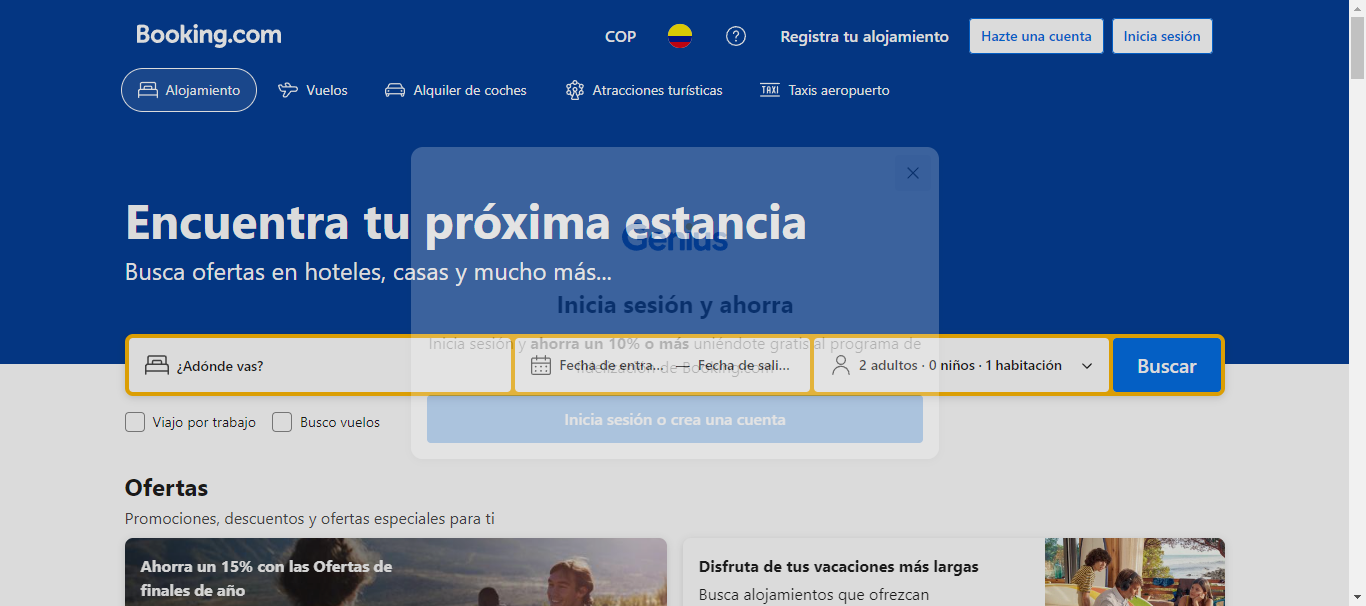 Booking.com
COP
Registra tu alojamiento
Hazte una cuenta
Inicia sesión
Alojamiento
Vuelos
Alquiler de coches
Atracciones turísticas
TAXI
Taxis aeropuerto
Encuentra tu próxima estancia
Genius
Busca ofertas en hoteles, casas y mucho más...
Inicia sesión y ahorra
Inicia sesión y ahorra un 10% o más uniéndote gratis al programa de
fidelización de Booking.com
¿Adónde vas?
Fecha de entra... — Fecha de sali...
2 adultos · 0 niños · 1 habitación
Buscar
Viajo por trabajo
Busco vuelos
Inicia sesión o crea una cuenta
Ofertas
Promociones, descuentos y ofertas especiales para ti
Ahorra un 15% con las Ofertas de
finales de año
Disfruta de tus vacaciones más largas
Busca alojamientos que ofrezcan